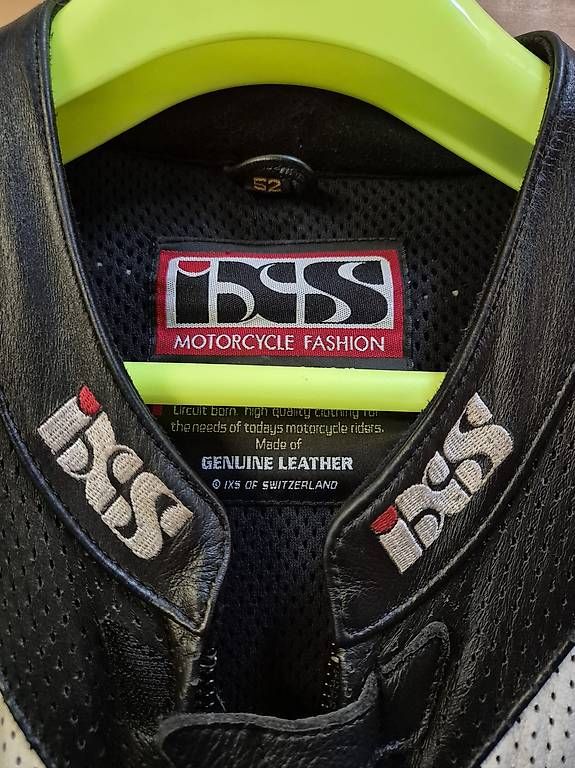 52
iXS
MOTORCYCLE FASHION
Circuit born, high quality clothing for
the needs of todays motorcycle riders.
Made of
GENUINE LEATHER
© IXS OF SWITZERLAND
iXS
iXS